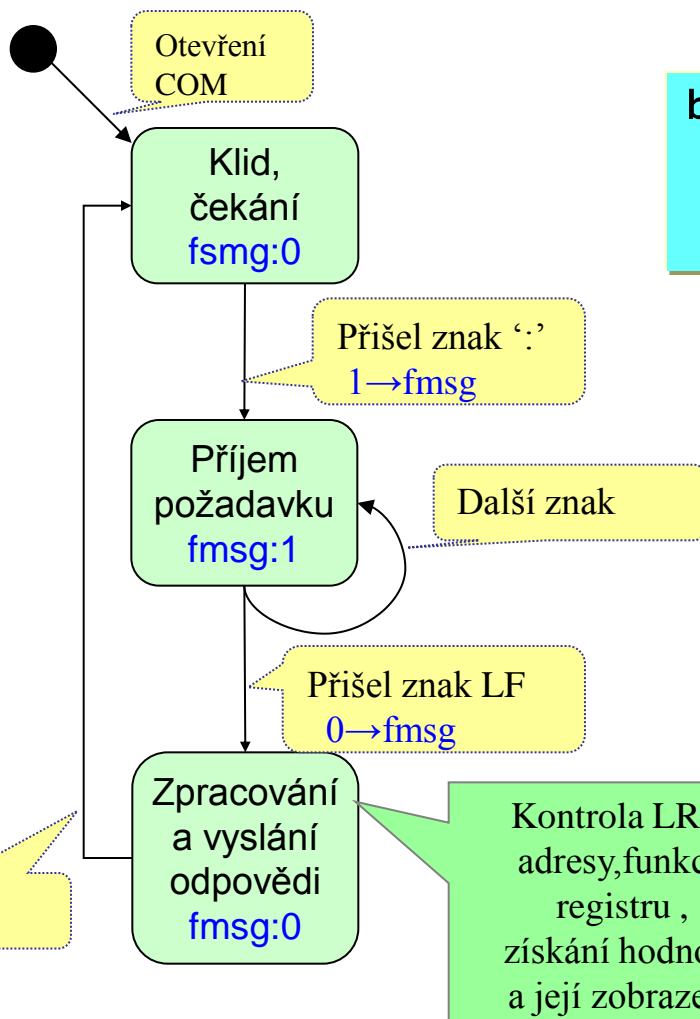 Otevření
COM
b
Klid,
čekání
fsmg:0
Přišel znak ‘:’
1→fmsg
Příjem
požadavku
fmsg:1
Další znak
Přišel znak LF
0→fmsg
Zpracování
a vyslání
odpovědi
fmsg:0
Kontrola LR
adresy,funkc
registru ,
získání hodno
a její zobraze